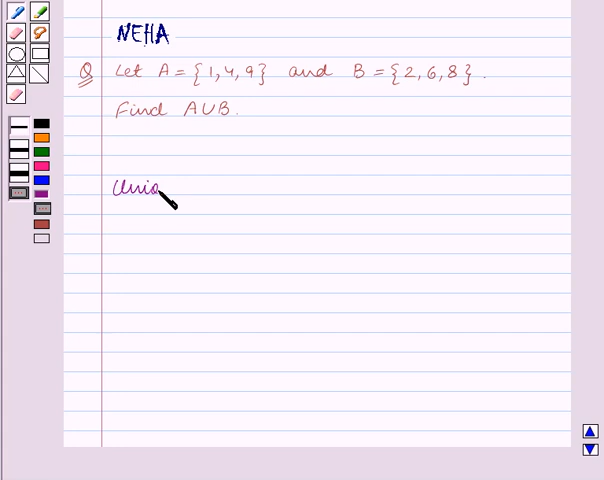 NEHA
Q Let A = {1, 4, 9} and B = {2, 6, 8}.
Find A∪B.
Unio